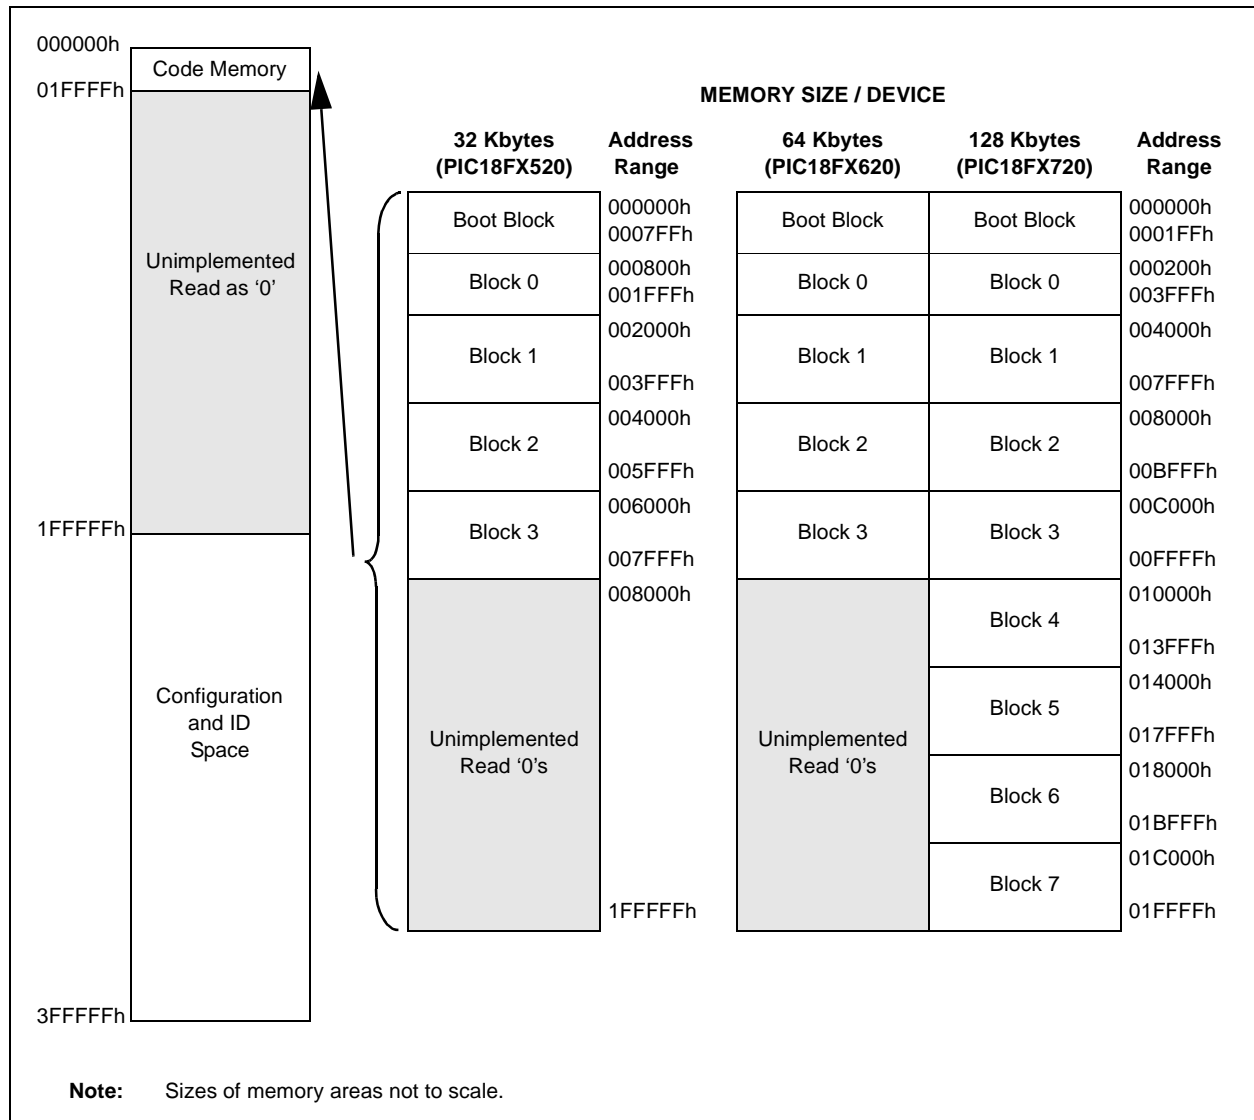 000000h
Code Memory
01FFFFh
Unimplemented
Read as ‘0’
1FFFFFh
Configuration
and ID
Space
3FFFFFh
MEMORY SIZE / DEVICE
32 Kbytes
(PIC18FX520)
Address
Range
64 Kbytes
(PIC18FX620)
128 Kbytes
(PIC18FX720)
Address
Range
Boot Block
000000h
0007FFh
Boot Block
Boot Block
000000h
0001FFh
Block 0
000800h
001FFFh
Block 0
Block 0
000200h
003FFFh
Block 1
002000h
003FFFh
Block 1
Block 1
004000h
007FFFh
Block 2
004000h
005FFFh
Block 2
Block 2
008000h
00BFFFh
Block 3
006000h
007FFFh
Block 3
Block 3
00C000h
00FFFFh
Unimplemented
Read ‘0’s
008000h
1FFFFFh
Unimplemented
Read ‘0’s
Block 4
010000h
013FFFh
Block 5
014000h
017FFFh
Block 6
018000h
01BFFFh
Block 7
01C000h
01FFFFh
Note: Sizes of memory areas not to scale.